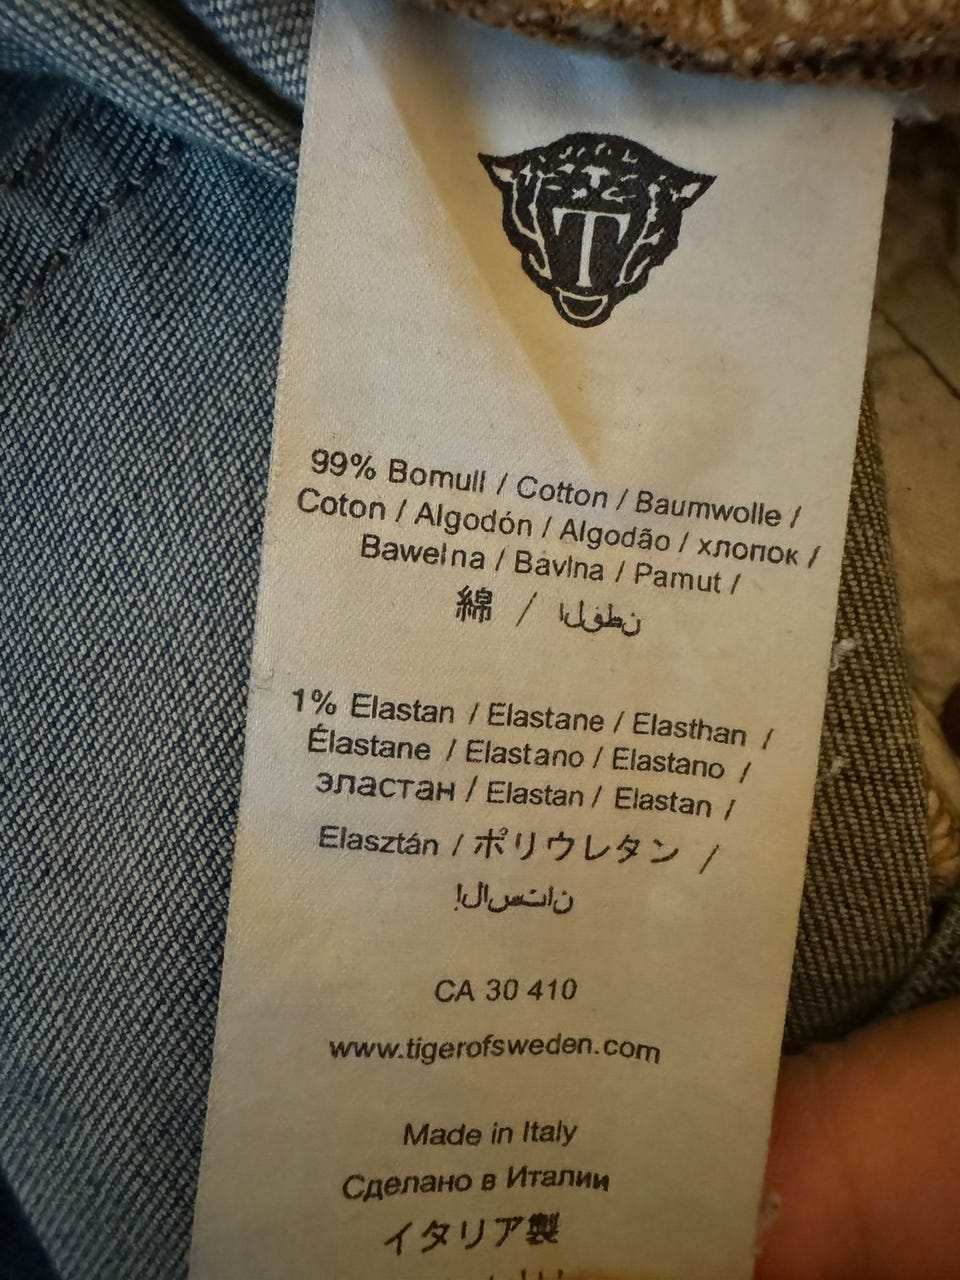 T
99% Bomull / Cotton / Baumwolle /
Coton / Algodón / Algodão / хлопок /
Bawełna / Bavlna / Pamut /
綿 / القطن
1% Elastan / Elastane / Elasthan /
Élastane / Elastano / Elastano /
эластан / Elastan / Elastan /
Elasztán / ポリウレタン /
الاستان!
CA 30 410
www.tigerofsweden.com
Made in Italy
Сделано в Италии
イタリア製